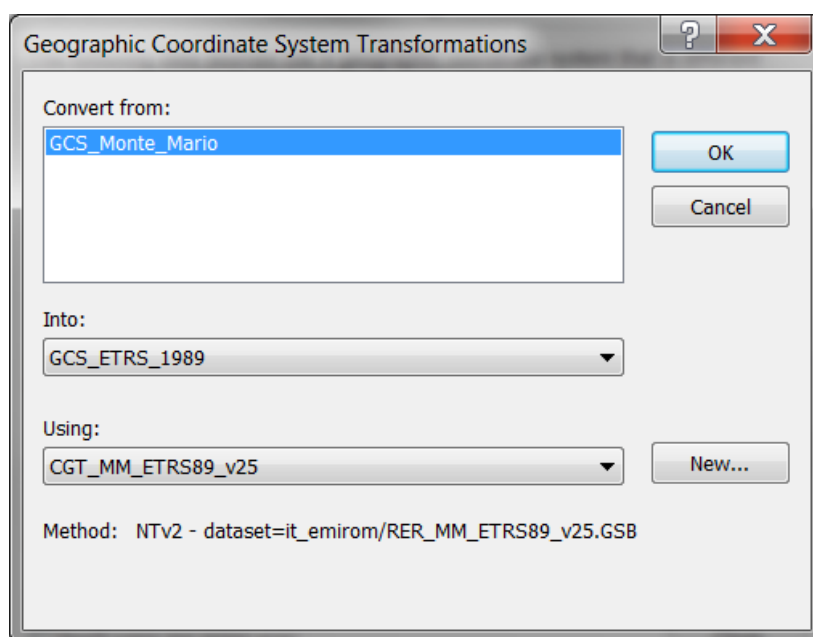 Geographic Coordinate System Transformations
Convert from:
GCS_Monte_Mario
OK
Cancel
Into:
GCS_ETRS_1989
Using:
CGT_MM_ETRS89_v25
New...
Method: NTv2 - dataset=it_emirom/RER_MM_ETRS89_v25.GSB